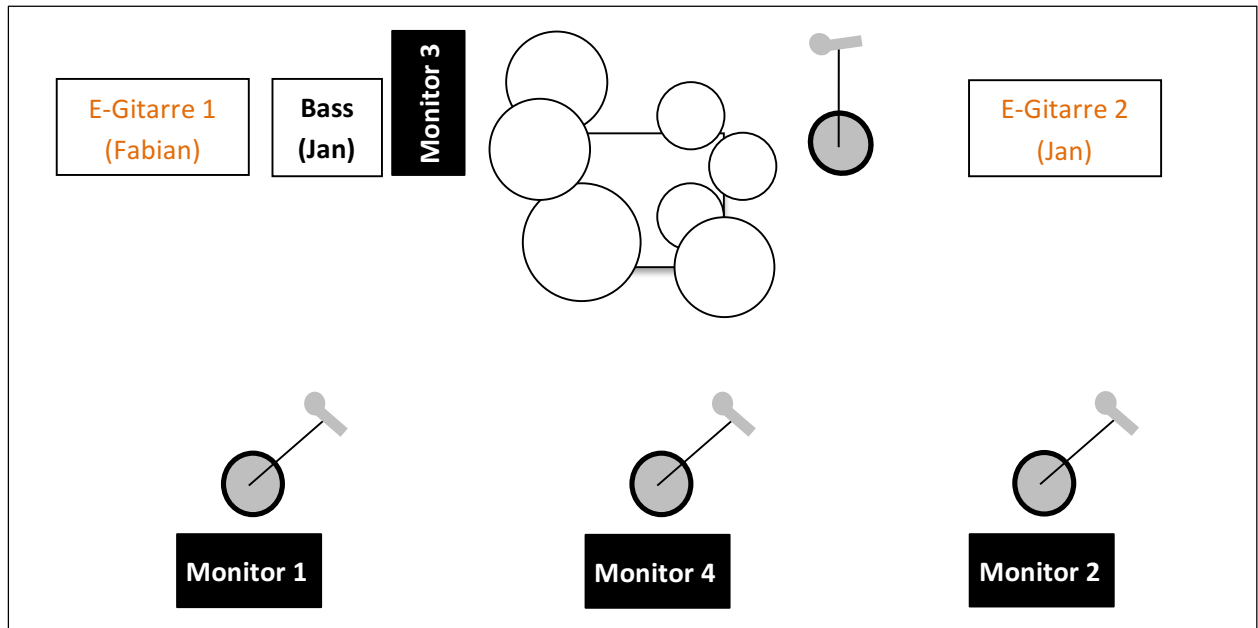 E-Gitarre 1
(Fabian)
Bass
(Jan)
Monitor 3
E-Gitarre 2
(Jan)
Monitor 1
Monitor 4
Monitor 2